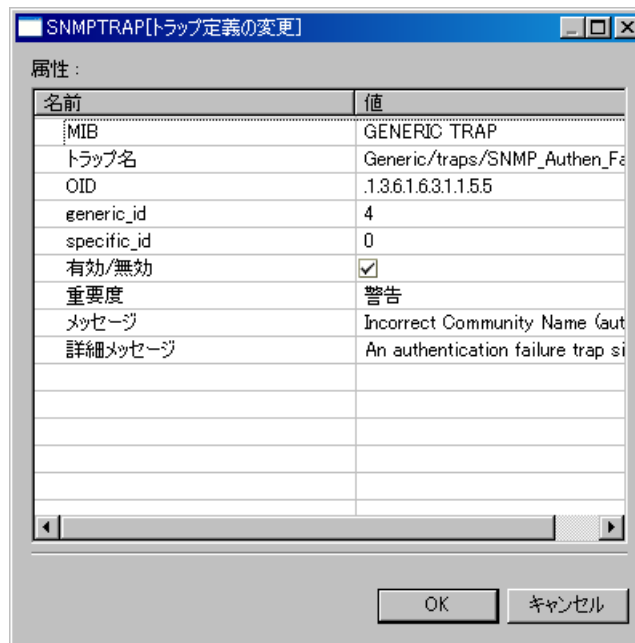 SNMPTRAP[トラップ定義の変更]
属性：
名前 値
MIB GENERIC TRAP
トラップ名 Generic/traps/SNMP_Authen_Fa
OID .1.3.6.1.6.3.1.1.5.5
generic_id 4
specific_id 0
有効/無効
重要度 警告
メッセージ Incorrect Community Name (aut
詳細メッセージ An authentication failure trap si
OK キャンセル